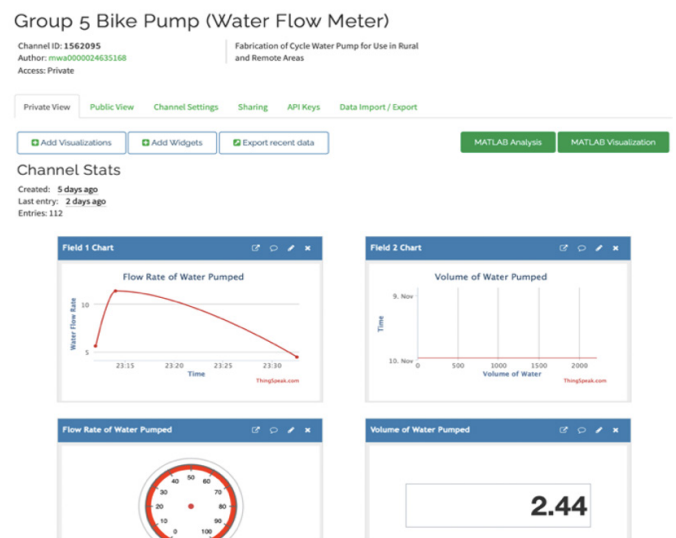 Group 5 Bike Pump (Water Flow Meter)
Channel ID: 1562095
Author: mwa0000024635168
Access: Private
Fabrication of Cycle Water Pump for Use in Rural
and Remote Areas
Private View Public View Channel Settings Sharing API Keys Data Import / Export
Add Visualizations Add Widgets Export recent data MATLAB Analysis MATLAB Visualization
Channel Stats
Created: 5 days ago
Last entry: 2 days ago
Entries: 112
Field 1 Chart
Flow Rate of Water Pumped
Water Flow Rate
10
5
23:15 23:20 23:25 23:30
Time
ThingSpeak.com
Field 2 Chart
Volume of Water Pumped
Time
9. Nov
10. Nov
0 500 1000 1500 2000
Volume of Water
ThingSpeak.com
Flow Rate of Water Pumped
0 10 20 30 40 50 60 70 80 90 100
Volume of Water Pumped
2.44